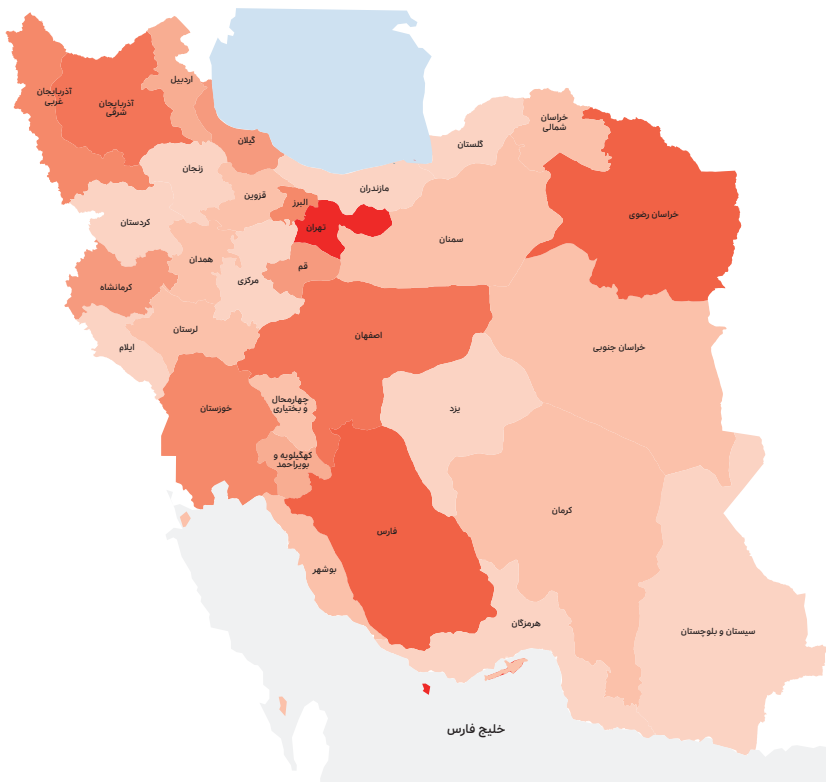 آذربایجان
غربی
آذربایجان
شرقی
اردبیل
گیلان
زنجان
کردستان
قزوین
البرز
تهران
مازندران
گلستان
خراسان
شمالی
خراسان رضوی
سمنان
همدان
مرکزی
قم
کرمانشاه
لرستان
ایلام
اصفهان
خراسان جنوبی
یزد
خوزستان
چهارمحال
و بختیاری
کهگیلویه و
بویراحمد
فارس
کرمان
بوشهر
هرمزگان
سیستان و بلوچستان
خلیج فارس